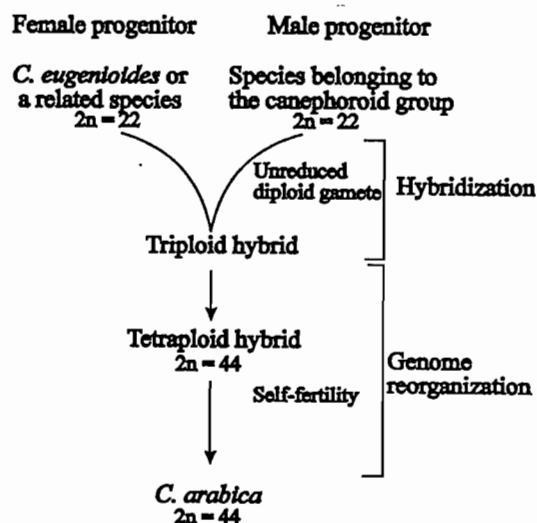 Female progenitor
Male progenitor
C. eugenioides or
a related species
2n = 22
Species belonging to
the canephoroid group
2n = 22
Unreduced
diploid gamete
Hybridization
Triploid hybrid
Tetraploid hybrid
2n = 44
Genome
reorganization
Self-fertility
C. arabica
2n = 44